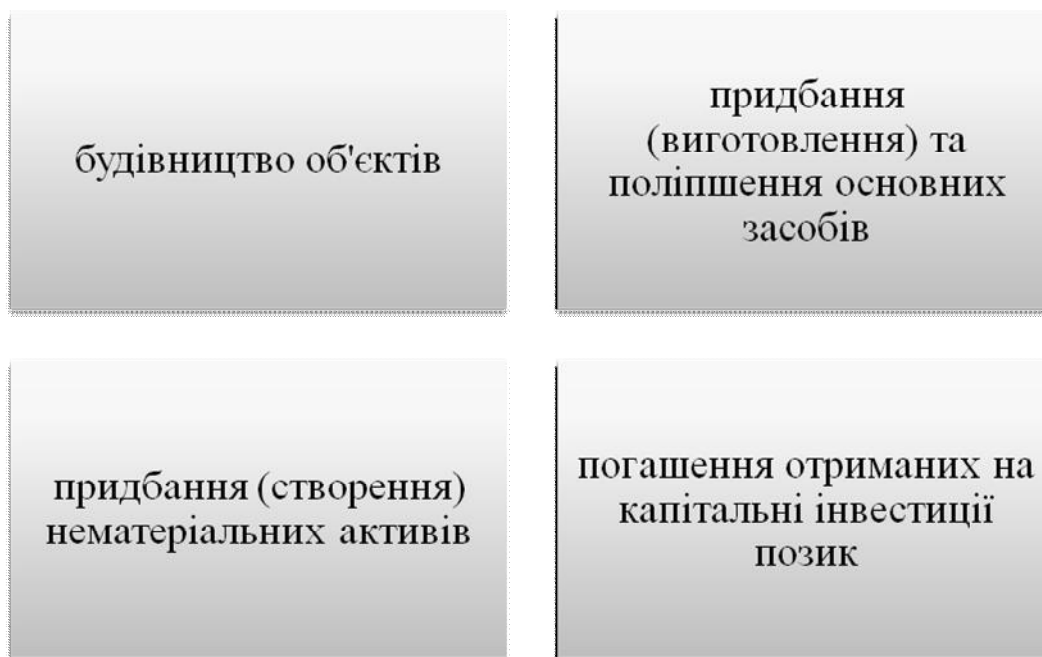 будівництво об'єктів
придбання
(виготовлення) та
поліпшення основних
засобів
придбання (створення)
нематеріальних активів
погашення отриманих на
капітальні інвестиції
позик